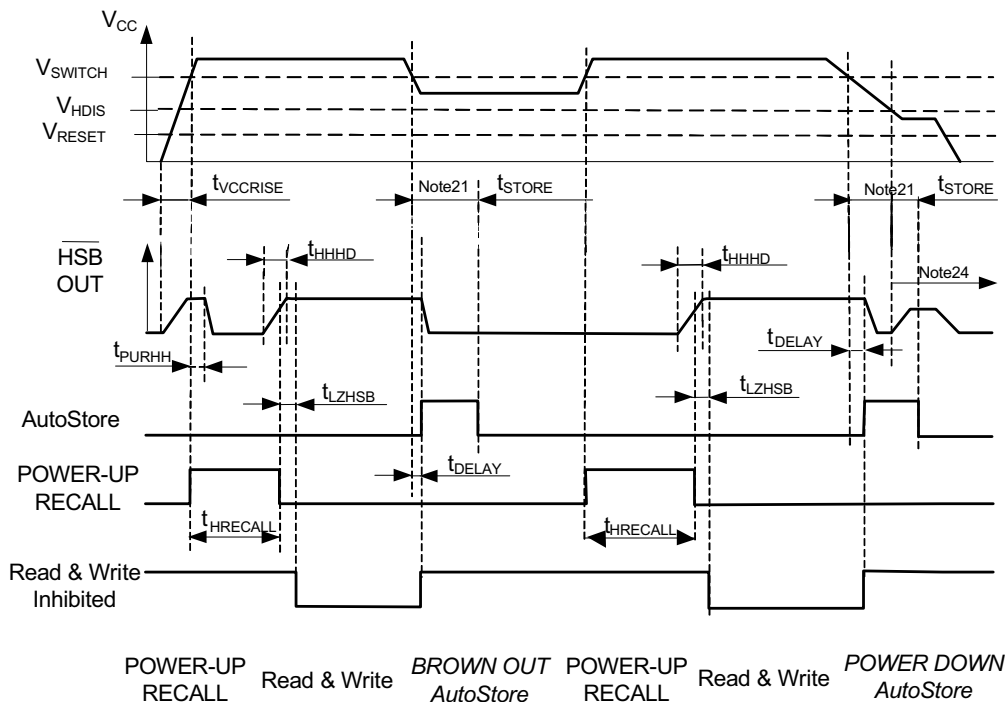 VCC
VSWITCH
VHDIS
VRESET
tVCCRISE
Note21
tSTORE
Note21
tSTORE
HSB
OUT
tHHHD
tHHHD
Note24
tPURHH
tDELAY
tLZHSB
tLZHSB
AutoStore
POWER-UP
RECALL
tDELAY
tHRECALL
tHRECALL
Read & Write
Inhibited
POWER-UP
RECALL
Read & Write
BROWN OUT
AutoStore
POWER-UP
RECALL
Read & Write
POWER DOWN
AutoStore